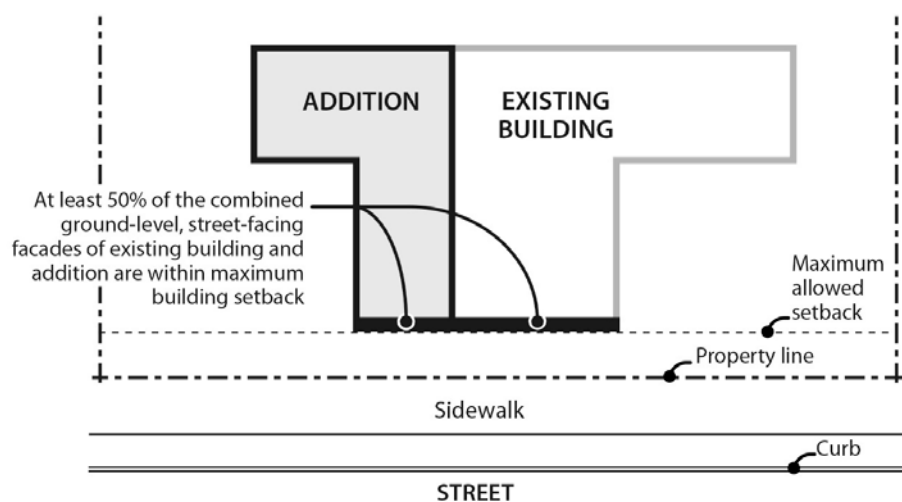 ADDITION
EXISTING
BUILDING
At least 50% of the combined
ground-level, street-facing
facades of existing building and
addition are within maximum
building setback
Maximum
allowed
setback
Property line
Sidewalk
Curb
STREET